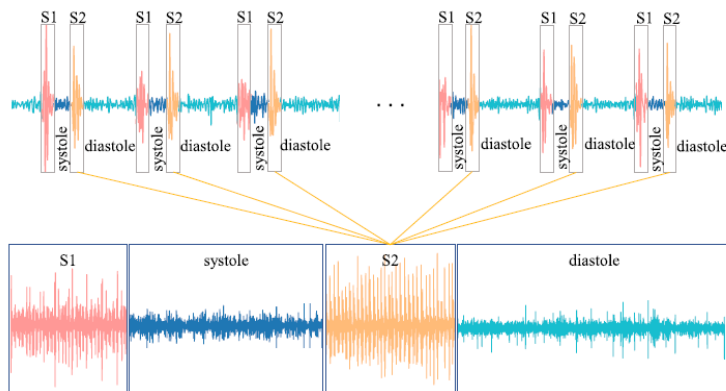 S1 S2 S1 S2 S1 S2 S1 S2 S1 S2 S1 S2
. . .
systole diastole systole diastole systole diastole systole diastole systole diastole systole diastole
S1 systole S2 diastole